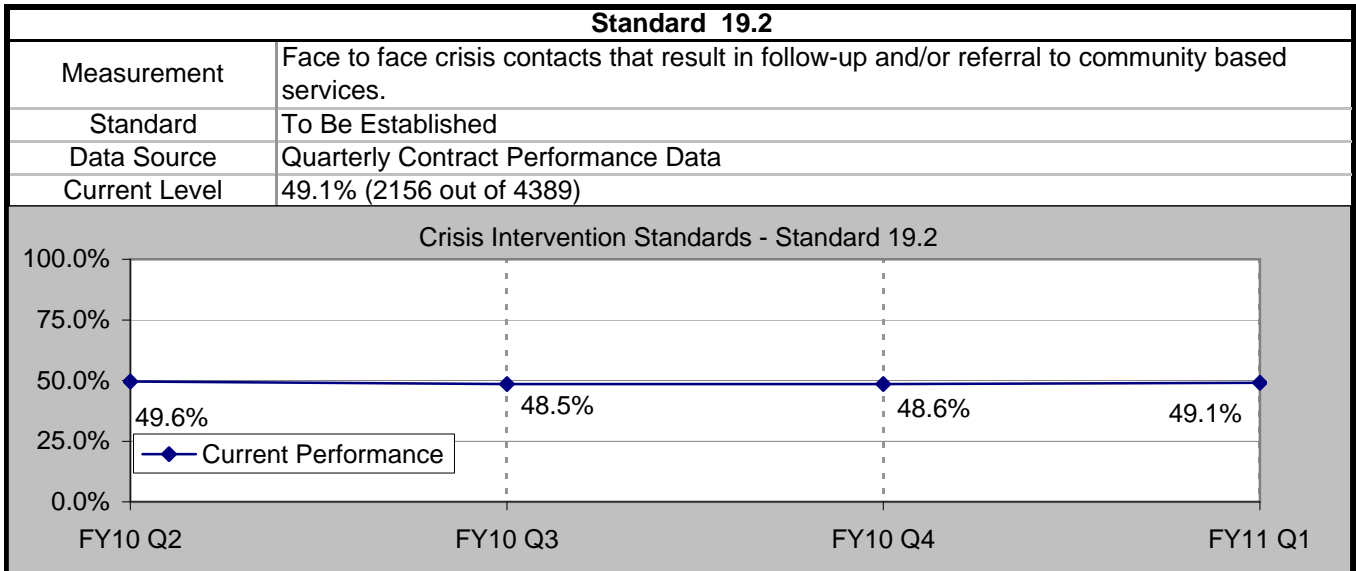 Standard 19.2
Measurement
Face to face crisis contacts that result in follow-up and/or referral to community based
services.
Standard
To Be Established
Data Source
Quarterly Contract Performance Data
Current Level
49.1% (2156 out of 4389)
Crisis Intervention Standards - Standard 19.2
100.0%
75.0%
50.0%
25.0%
0.0%
49.6%
48.5%
48.6%
49.1%
Current Performance
FY10 Q2
FY10 Q3
FY10 Q4
FY11 Q1